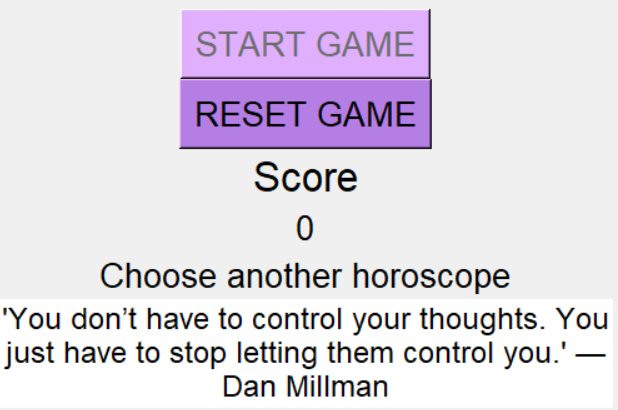 START GAME
RESET GAME
Score
0
Choose another horoscope
'You don’t have to control your thoughts. You
just have to stop letting them control you.' —
Dan Millman